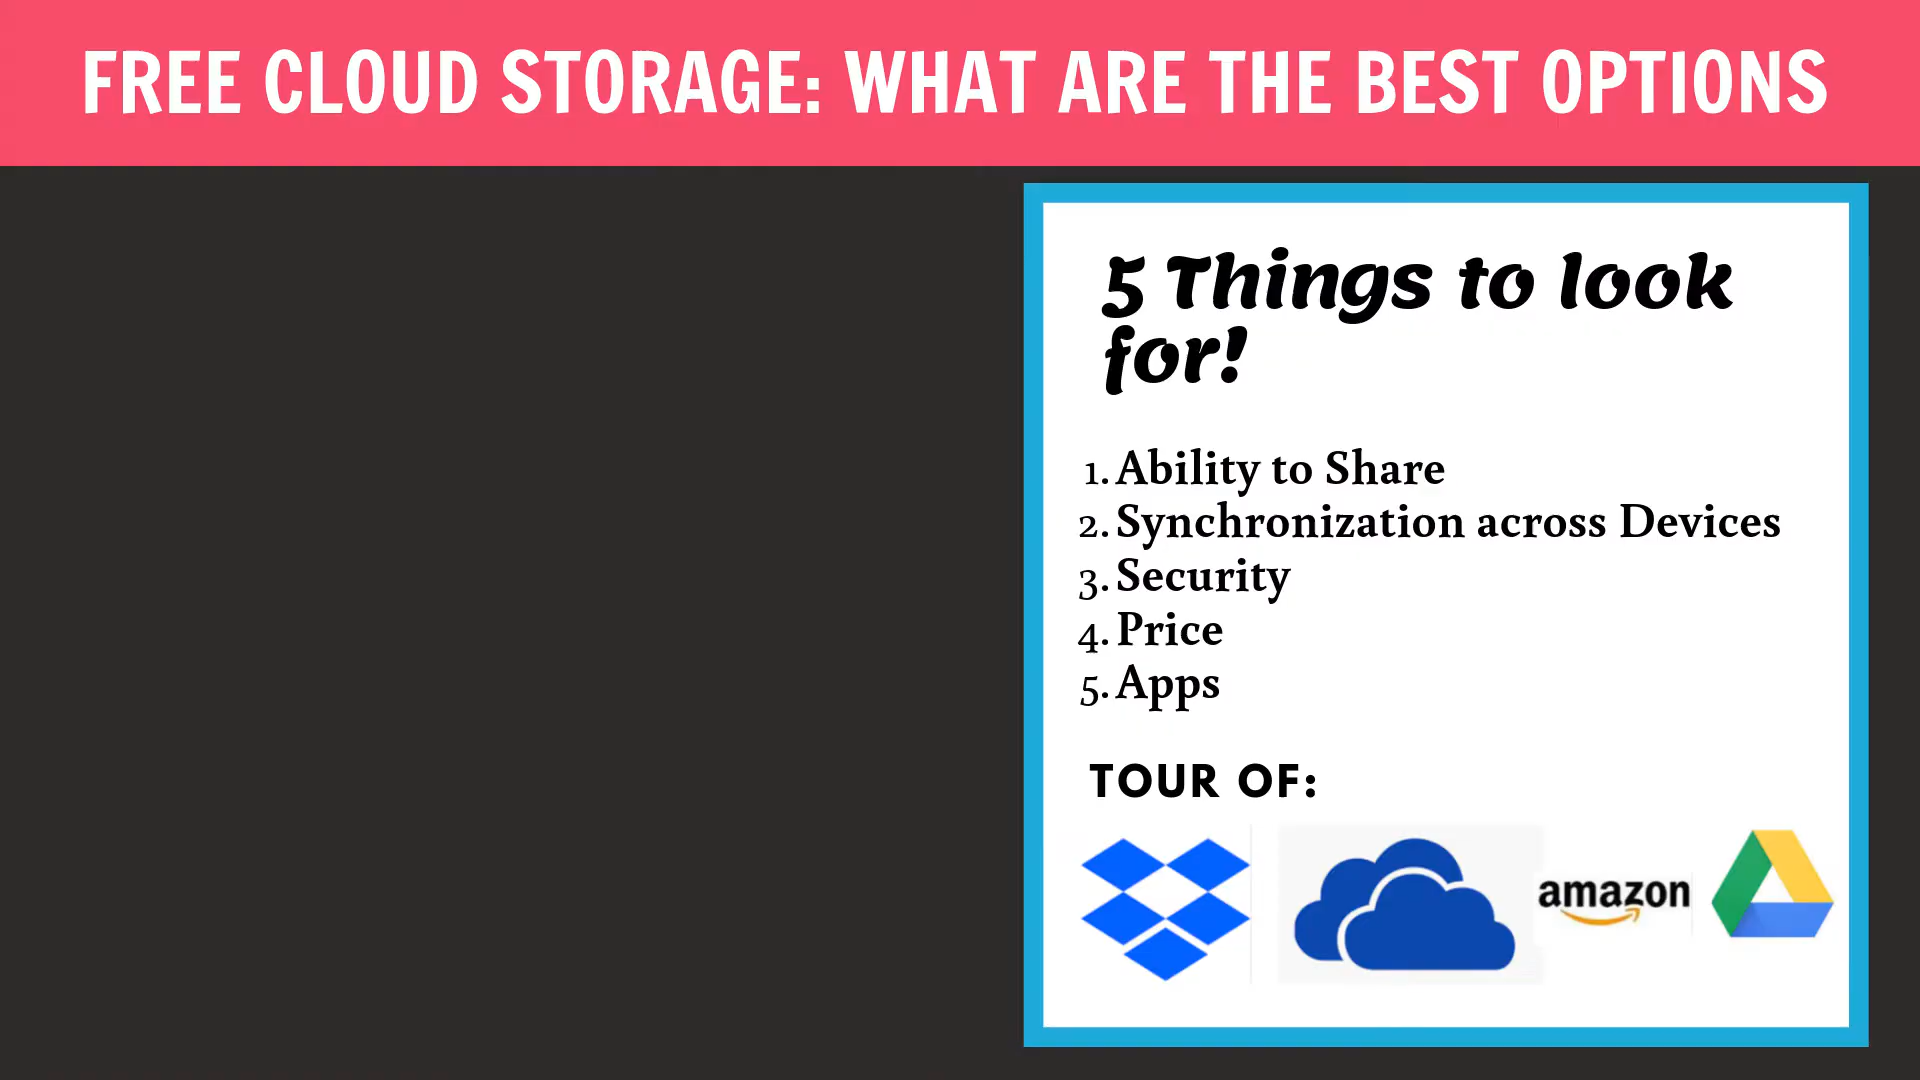 FREE CLOUD STORAGE: WHAT ARE THE BEST OPTIONS
5 Things to look
for!
1. Ability to Share
2. Synchronization across Devices
3. Security
4. Price
5. Apps
TOUR OF:
amazon